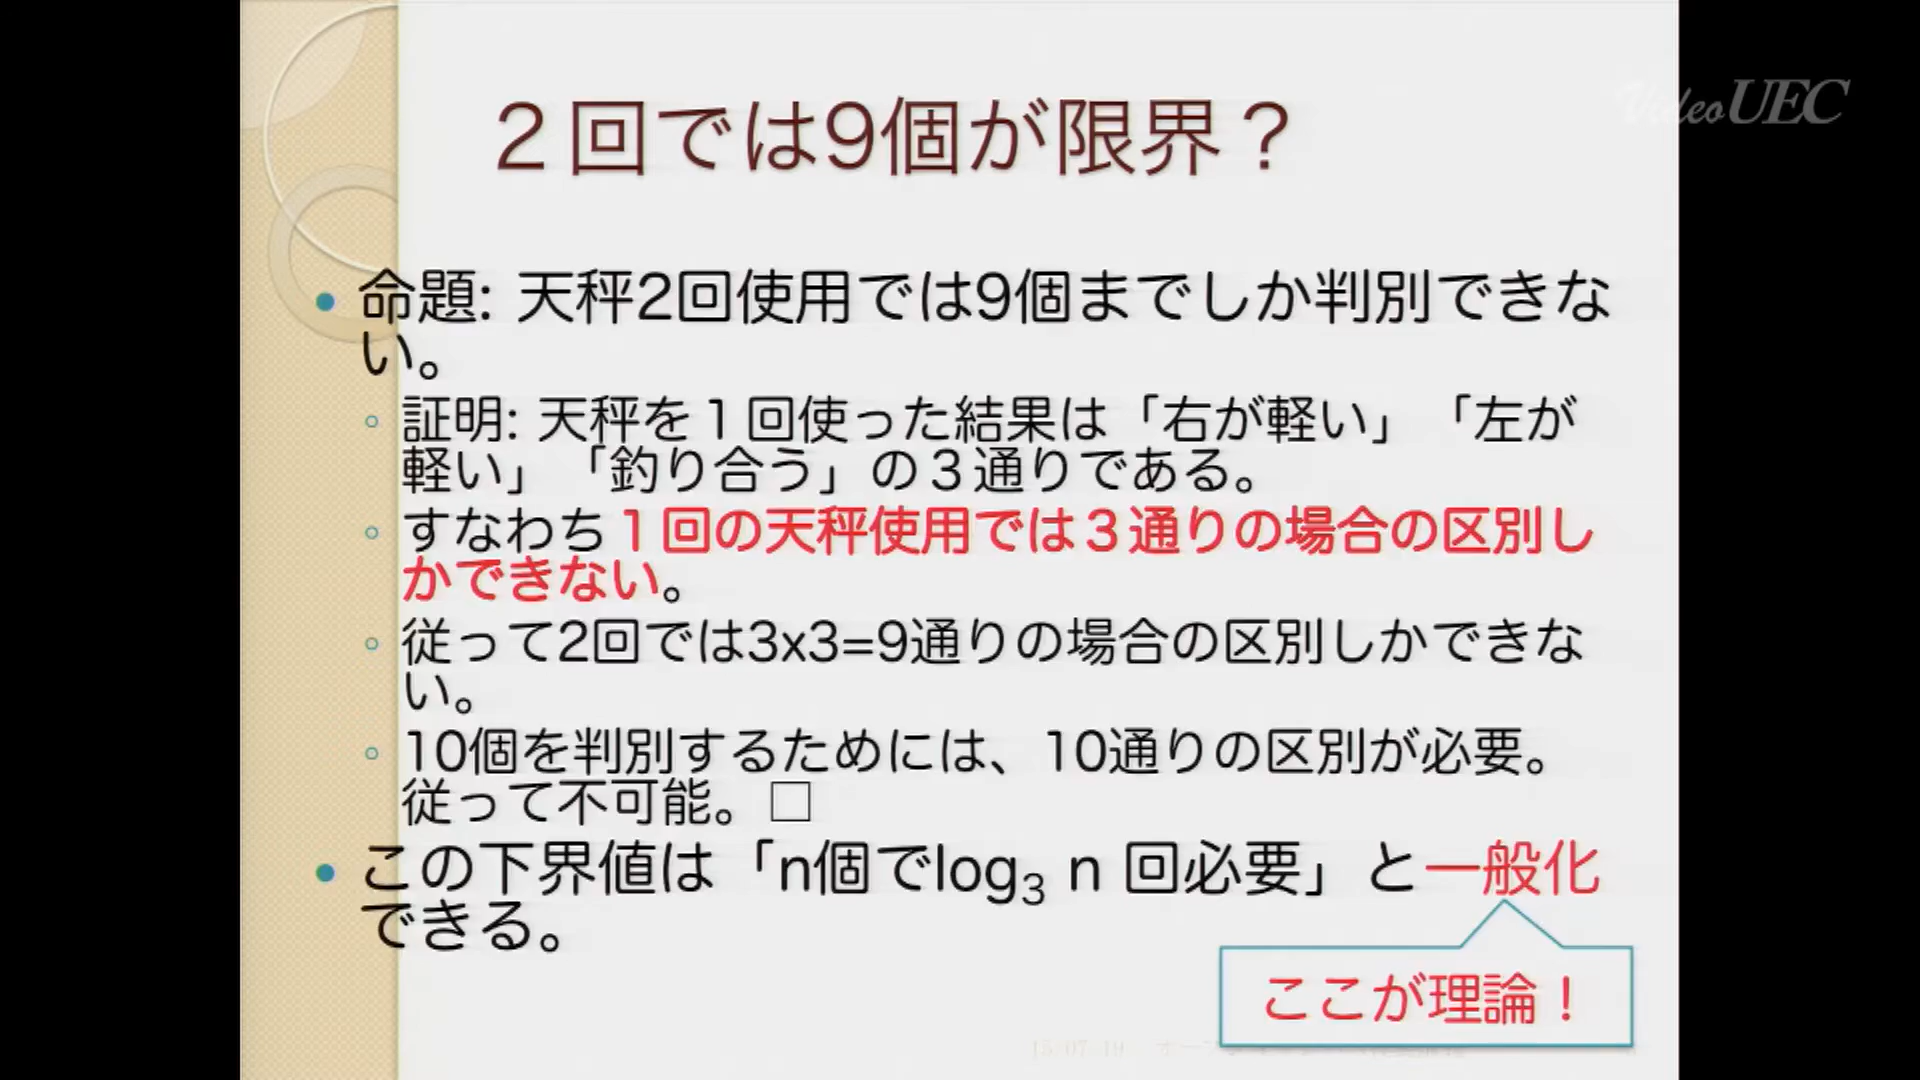 VideoUEC
２回では9個が限界？
命題: 天秤2回使用では9個までしか判別できな
い。
証明: 天秤を１回使った結果は「右が軽い」「左が
軽い」「釣り合う」の３通りである。
すなわち１回の天秤使用では３通りの場合の区別し
かできない。
従って2回では3x3=9通りの場合の区別しかできな
い。
10個を判別するためには、10通りの区別が必要。
従って不可能。□
この下界値は「n個でlog₃ n 回必要」と一般化
できる。
ここが理論！